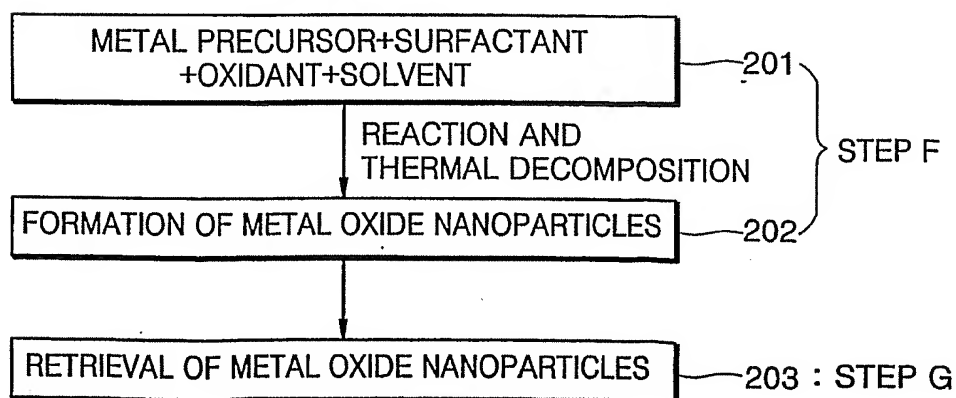 METAL PRECURSOR+SURFACTANT
+OXIDANT+SOLVENT
201
REACTION AND
THERMAL DECOMPOSITION
STEP F
FORMATION OF METAL OXIDE NANOPARTICLES
202
RETRIEVAL OF METAL OXIDE NANOPARTICLES
203 : STEP G